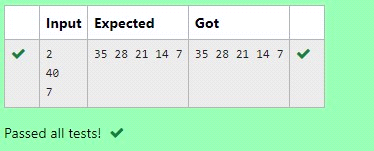 Input Expected Got
2 35 28 21 14 7 35 28 21 14 7
40
7
Passed all tests!